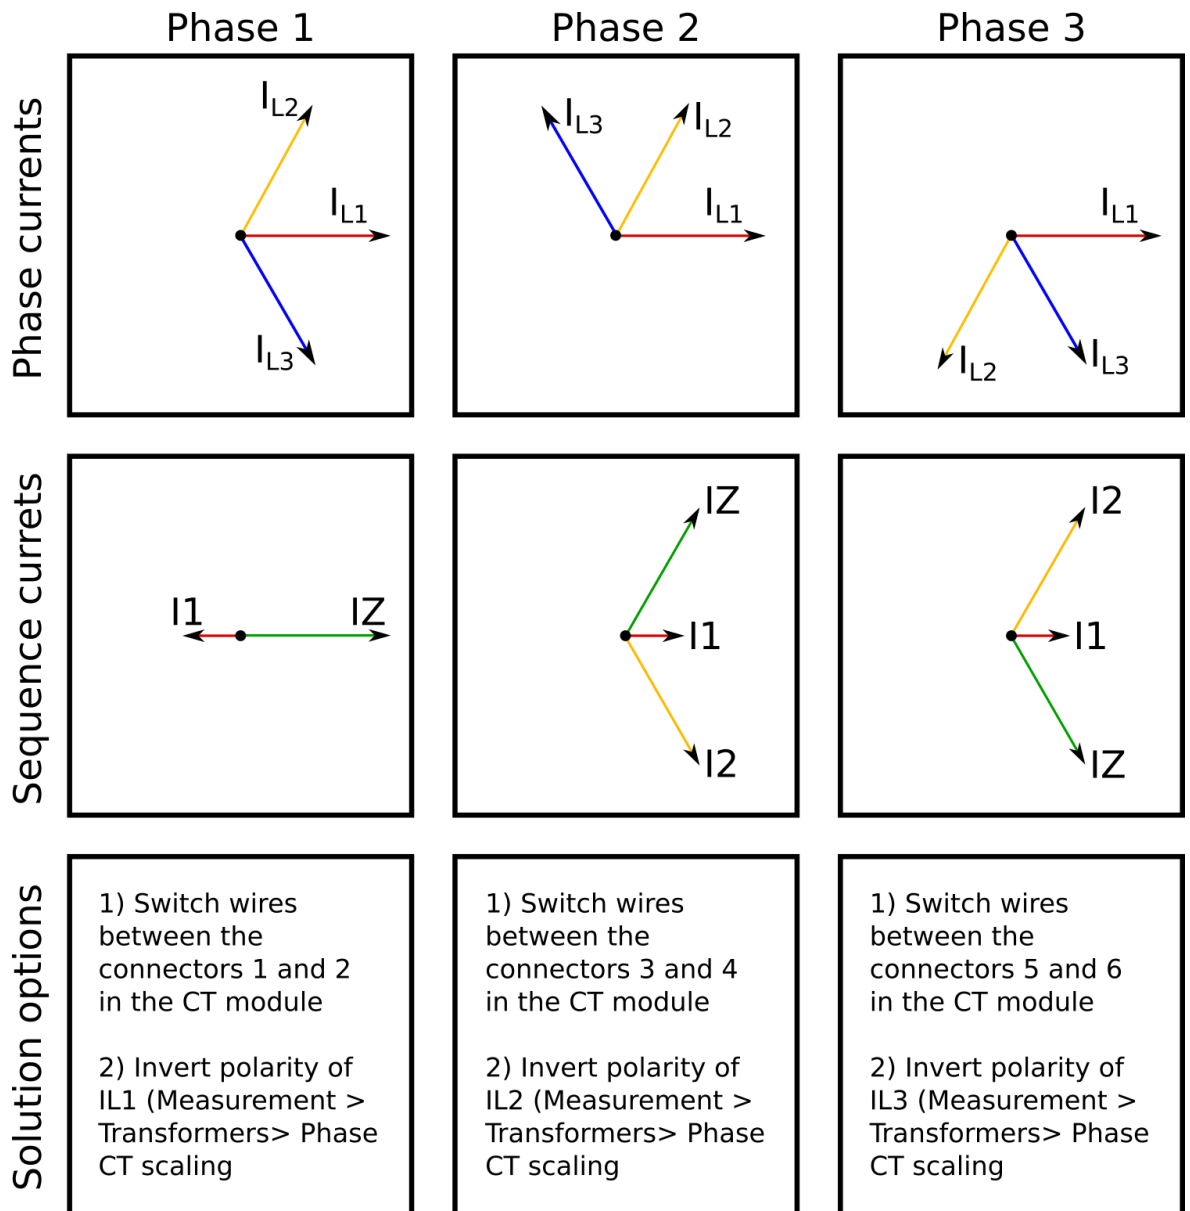 Phase 1
Phase 2
Phase 3
Phase currents
IL2
IL1
IL3
IL3
IL2
IL1
IL1
IL2
IL3
Sequence currets
I1
IZ
IZ
I1
I2
I2
I1
IZ
Solution options
1) Switch wires
between the
connectors 1 and 2
in the CT module
2) Invert polarity of
IL1 (Measurement >
Transformers> Phase
CT scaling
1) Switch wires
between the
connectors 3 and 4
in the CT module
2) Invert polarity of
IL2 (Measurement >
Transformers> Phase
CT scaling
1) Switch wires
between the
connectors 5 and 6
in the CT module
2) Invert polarity of
IL3 (Measurement >
Transformers> Phase
CT scaling